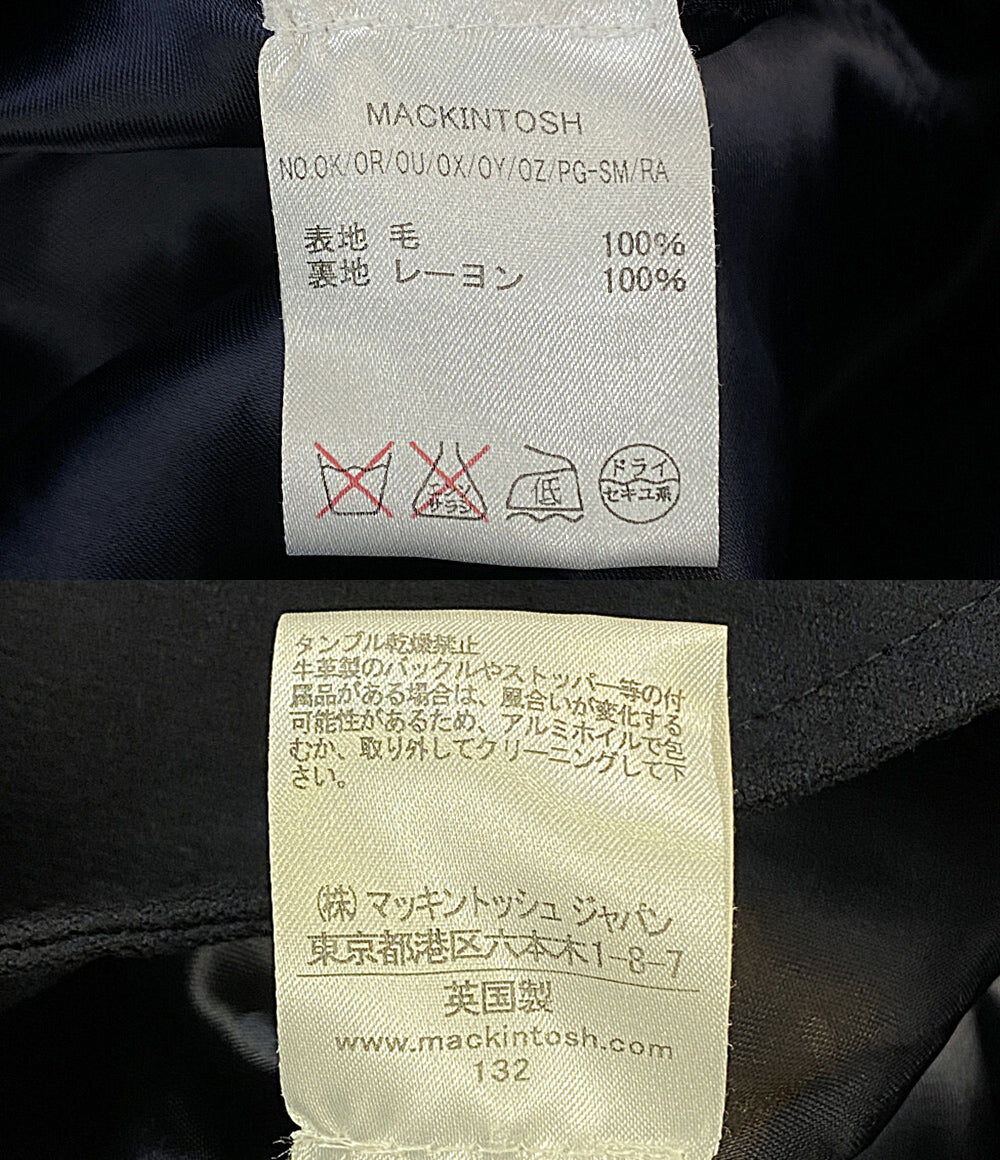 MACKINTOSH
NO.OK/OR/OU/OX/OY/OZ/PG-SM/RA
表地 毛 100%
裏地 レーヨン 100%
エンソ
サラシ
低
ドライ
セキユ系
タンブル乾燥禁止
牛革製のバックルやストッパー等の付
属品がある場合は、風合いが変化する
可能性があるため、アルミホイルで包
むか、取り外してクリーニングして下
さい。
(株)マッキントッシュ ジャパン
東京都港区六本木1-8-7
英国製
www.mackintosh.com
132